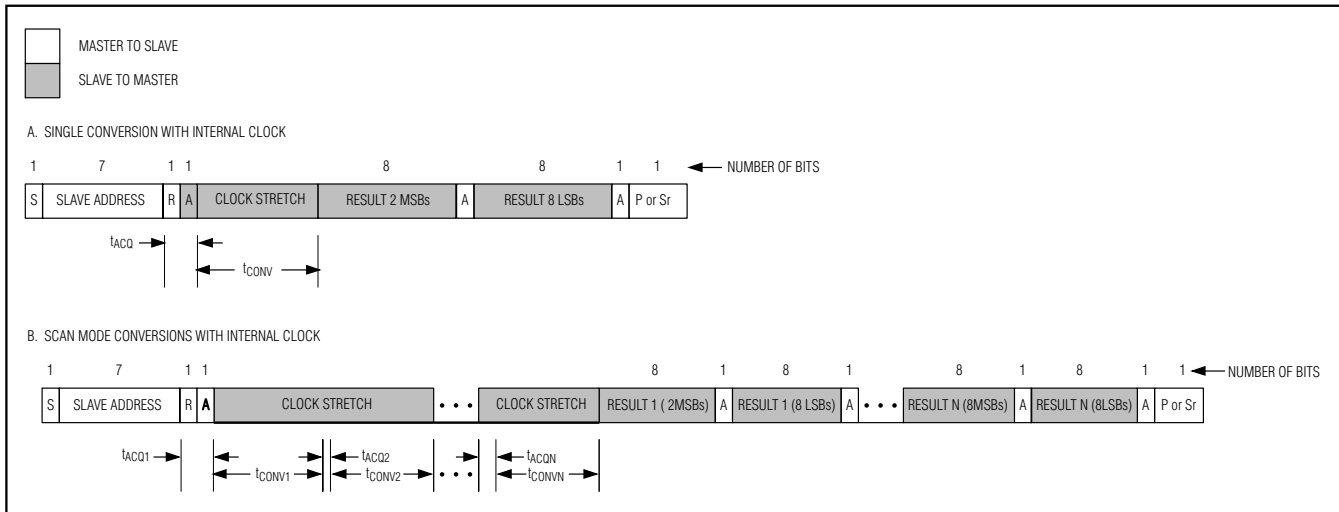 MASTER TO SLAVE
SLAVE TO MASTER
A. SINGLE CONVERSION WITH INTERNAL CLOCK
1 7 1 1 8 8 1 1 NUMBER OF BITS
S SLAVE ADDRESS R A CLOCK STRETCH RESULT 2 MSBs A RESULT 8 LSBs A P or Sr
tACQ
tCONV
B. SCAN MODE CONVERSIONS WITH INTERNAL CLOCK
1 7 1 1 8 1 8 1 8 1 8 1 1 NUMBER OF BITS
S SLAVE ADDRESS R A CLOCK STRETCH • • • CLOCK STRETCH RESULT 1 ( 2MSBs) A RESULT 1 (8 LSBs) A • • • RESULT N (8MSBs) A RESULT N (8LSBs) A P or Sr
tACQ1 tACQ2 tACQN
tCONV1 tCONV2 • • • tCONVN